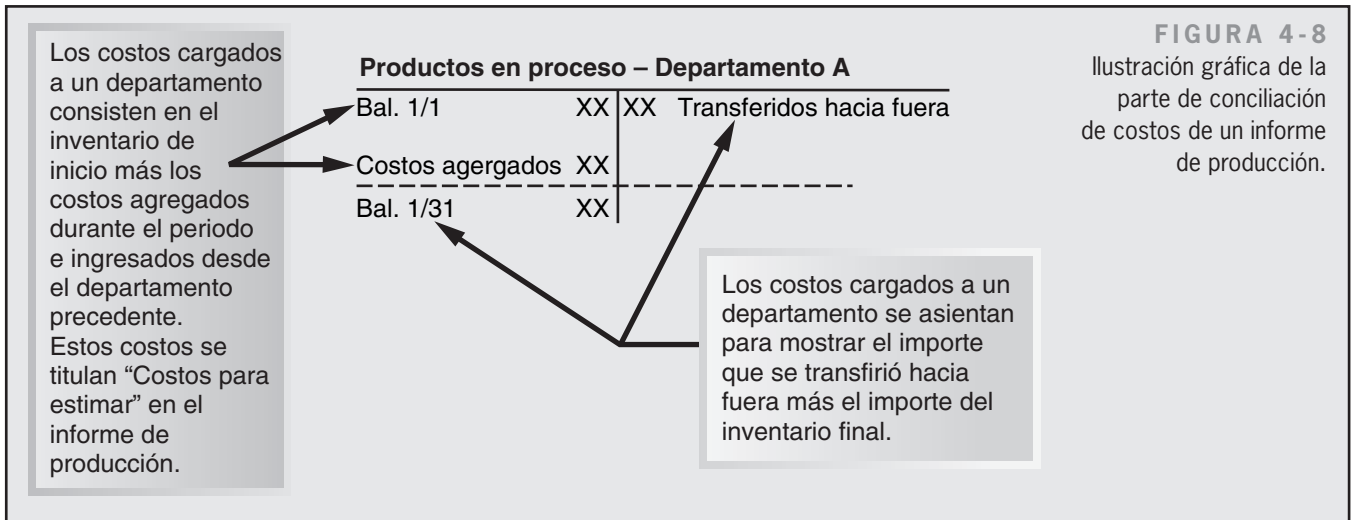 Los costos cargados
a un departamento
consisten en el
inventario de
inicio más los
costos agregados
durante el periodo
e ingresados desde
el departamento
precedente.
Estos costos se
titulan “Costos para
estimar” en el
informe de
producción.
Productos en proceso – Departamento A
Bal. 1/1 XX XX Transferidos hacia fuera
Costos agergados XX
Bal. 1/31 XX
Los costos cargados a un
departamento se asientan
para mostrar el importe
que se transfirió hacia
fuera más el importe del
inventario final.
FIGURA 4-8
Ilustración gráfica de la
parte de conciliación
de costos de un informe
de producción.